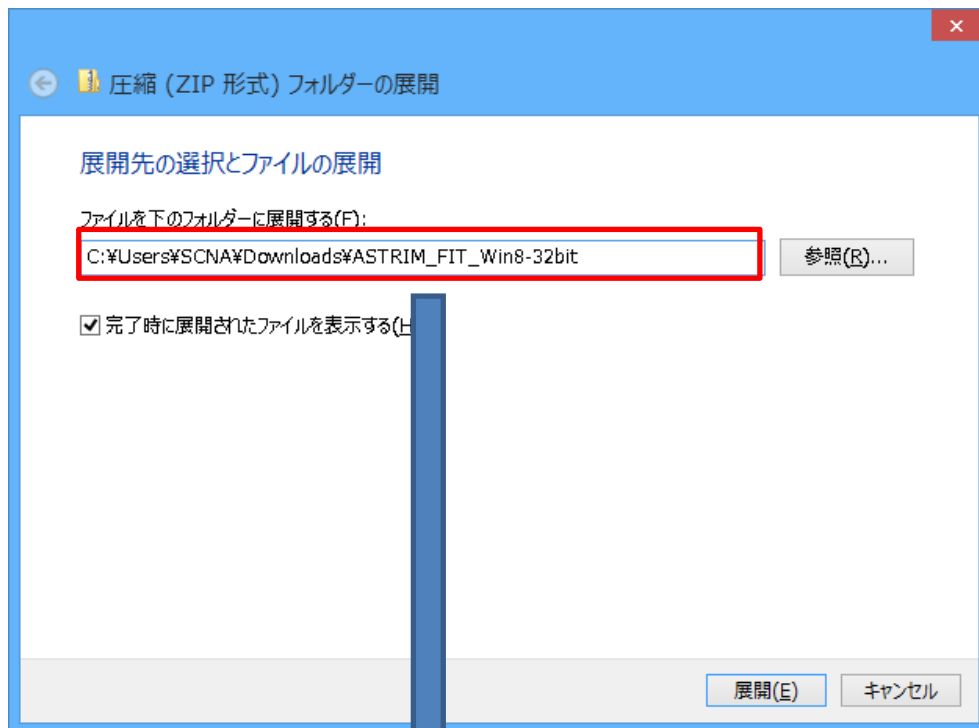 圧縮 (ZIP 形式) フォルダーの展開
展開先の選択とファイルの展開
ファイルを下のフォルダーに展開する(F):
C:¥Users¥SCNA¥Downloads¥ASTRIM_FIT_Win8-32bit
参照(R)...
完了時に展開されたファイルを表示する(H
展開(E)
キャンセル